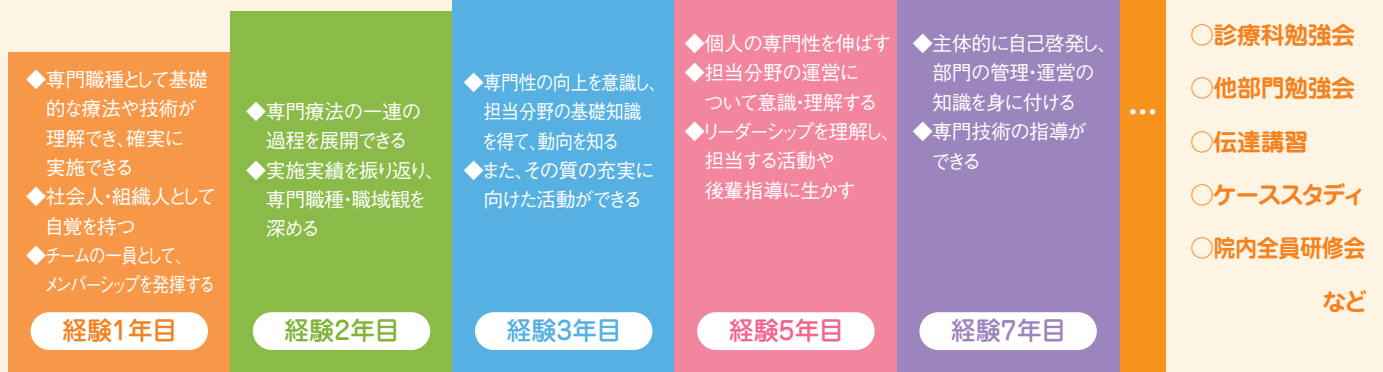 ◆専門職種として基礎
的な療法や技術が
理解でき、確実に
実施できる
◆社会人・組織人として
自覚を持つ
◆チームの一員として、
メンバーシップを発揮する
経験1年目
◆専門療法の一連の
過程を展開できる
◆実施実績を振り返り、
専門職種・職域観を
深める
経験2年目
◆専門性の向上を意識し、
担当分野の基礎知識
を得て、動向を知る
◆また、その質の充実に
向けた活動ができる
経験3年目
◆個人の専門性を伸ばす
◆担当分野の運営に
ついて意識・理解する
◆リーダーシップを理解し、
担当する活動や
後輩指導に生かす
経験5年目
◆主体的に自己啓発し、
部門の管理・運営の
知識を身に付ける
◆専門技術の指導が
できる
経験7年目
…
○診療科勉強会
○他部門勉強会
○伝達講習
○ケーススタディ
○院内全員研修会
など